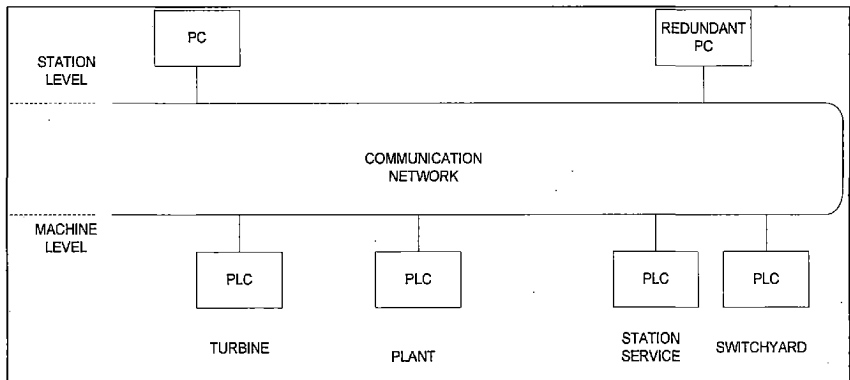 PC
REDUNDANT
PC
STATION
LEVEL
COMMUNICATION
NETWORK
MACHINE
LEVEL
PLC
PLC
PLC
PLC
TURBINE
PLANT
STATION
SERVICE
SWITCHYARD